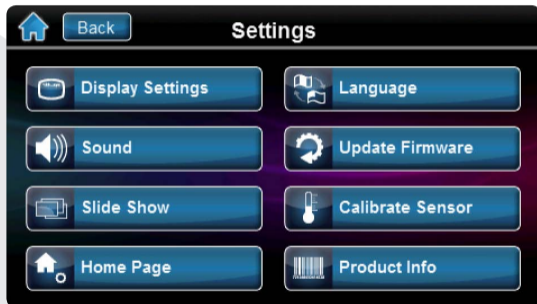 Back
Settings
Display Settings
Language
Sound
Update Firmware
Slide Show
Calibrate Sensor
Home Page
Product Info